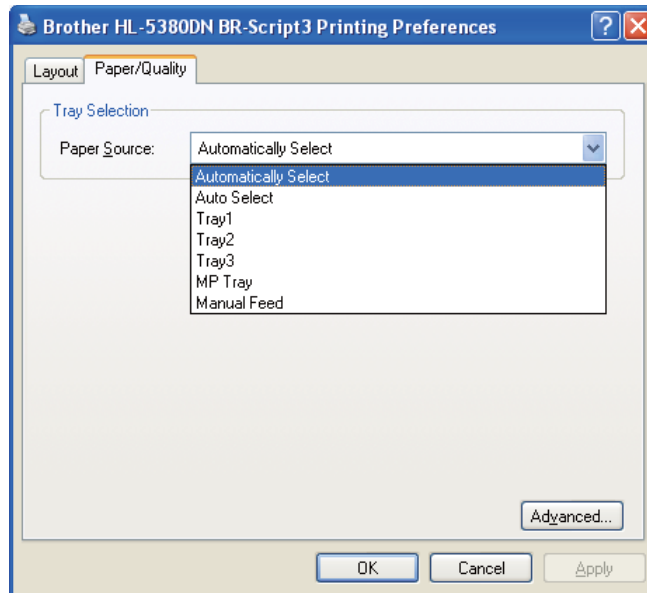 Brother HL-5380DN BR-Script3 Printing Preferences
Layout
Paper/Quality
Tray Selection
Paper Source:
Automatically Select
Automatically Select
Auto Select
Tray1
Tray2
Tray3
MP Tray
Manual Feed
Advanced...
OK
Cancel
Apply